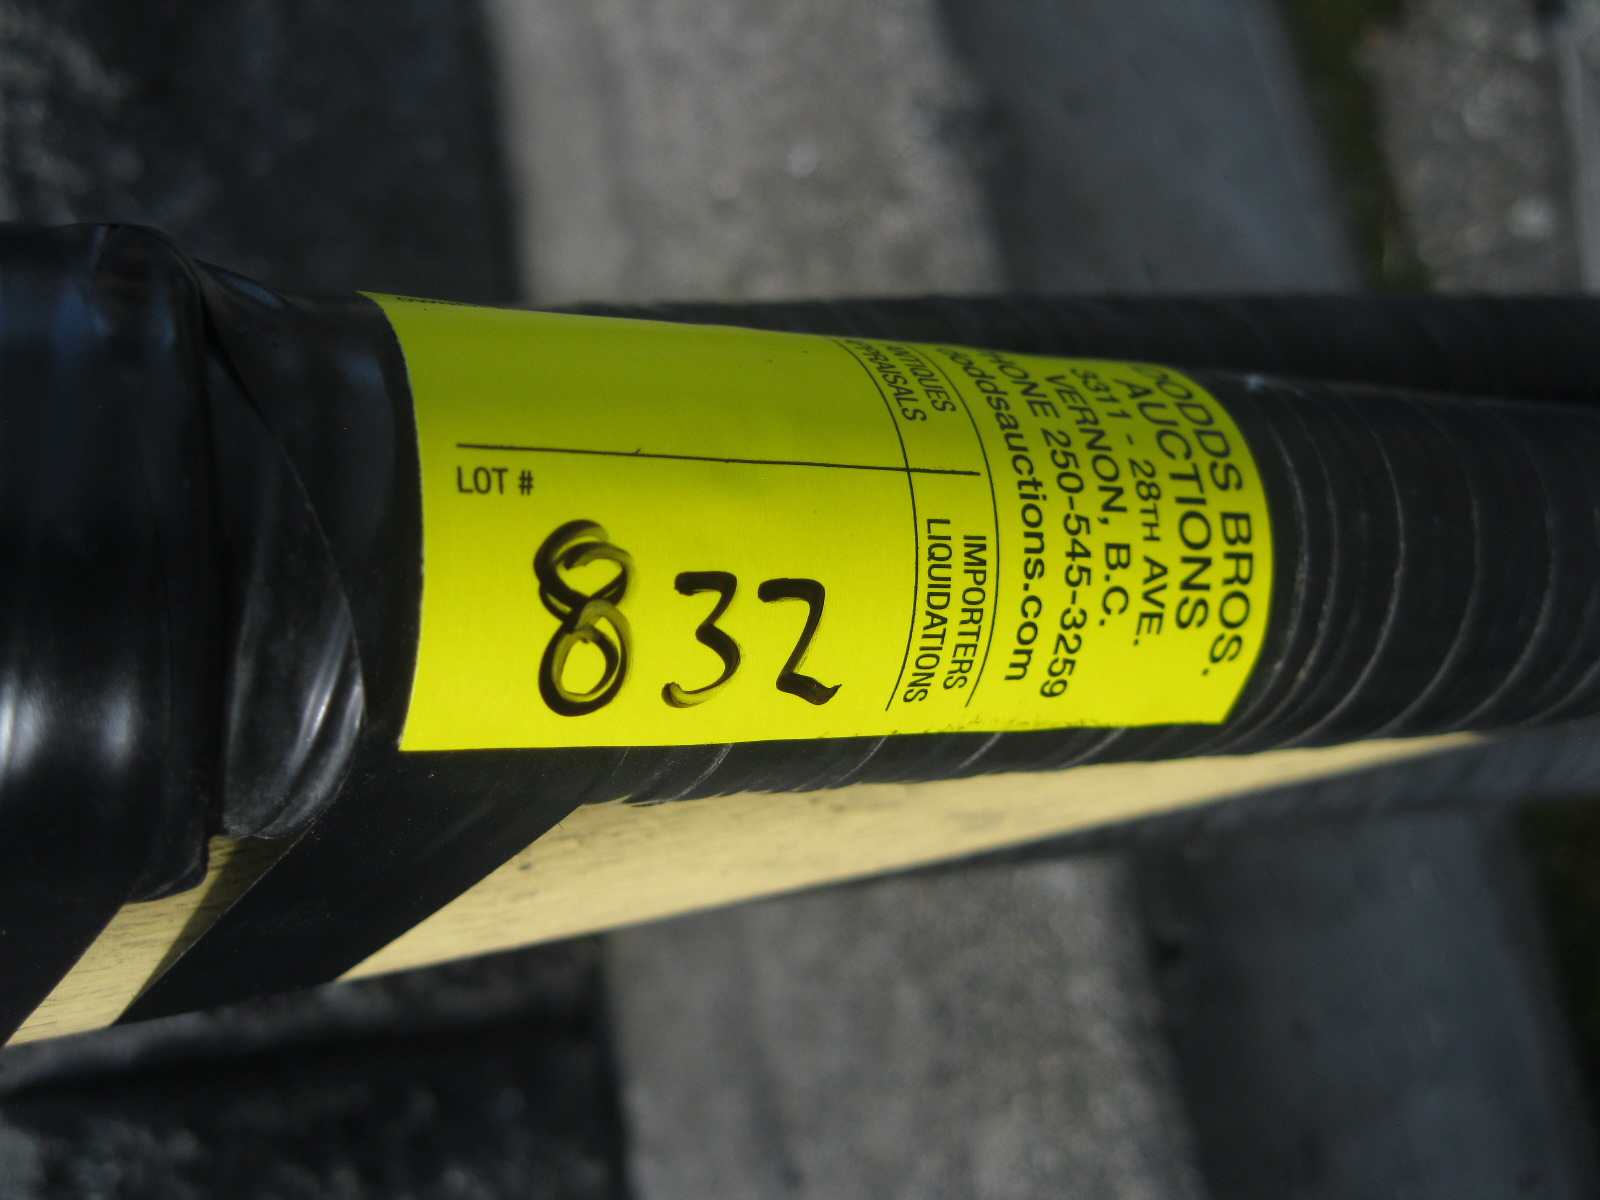 DODDS BROS.
AUCTIONS
3311 - 28TH AVE.
VERNON, B.C.
PHONE 250-545-3259
doddsauctions.com
ANTIQUES
APPRAISALS
IMPORTERS
LIQUIDATIONS
LOT #
832